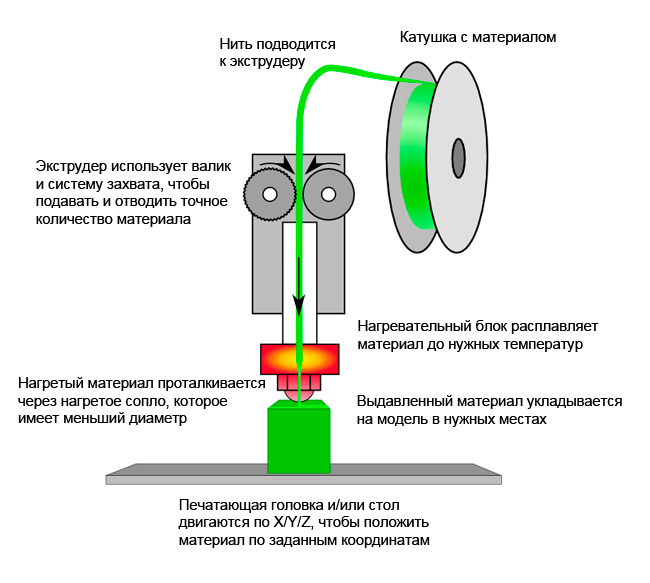 Нить подводится
к экструдеру
Катушка с материалом
Экструдер использует валик
и систему захвата, чтобы
подавать и отводить точное
количество материала
Нагревательный блок расплавляет
материал до нужных температур
Нагретый материал проталкивается
через нагретое сопло, которое
имеет меньший диаметр
Выдавленный материал укладывается
на модель в нужных местах
Печатающая головка и/или стол
двигаются по X/Y/Z, чтобы положить
материал по заданным координатам